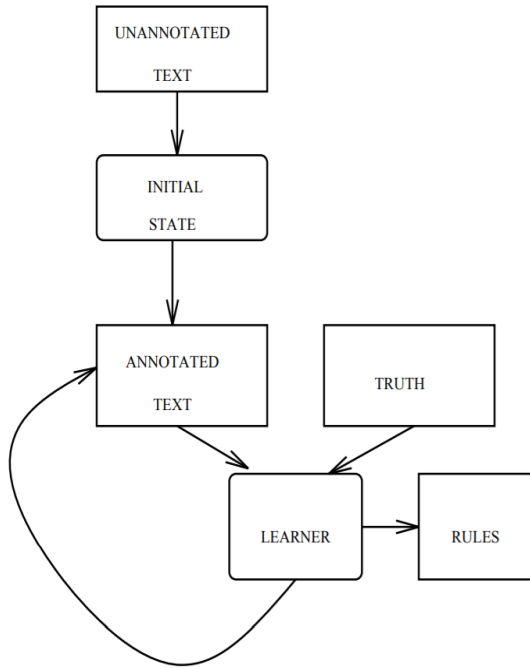 UNANNOTATED
TEXT
INITIAL
STATE
ANNOTATED
TEXT
TRUTH
LEARNER
RULES